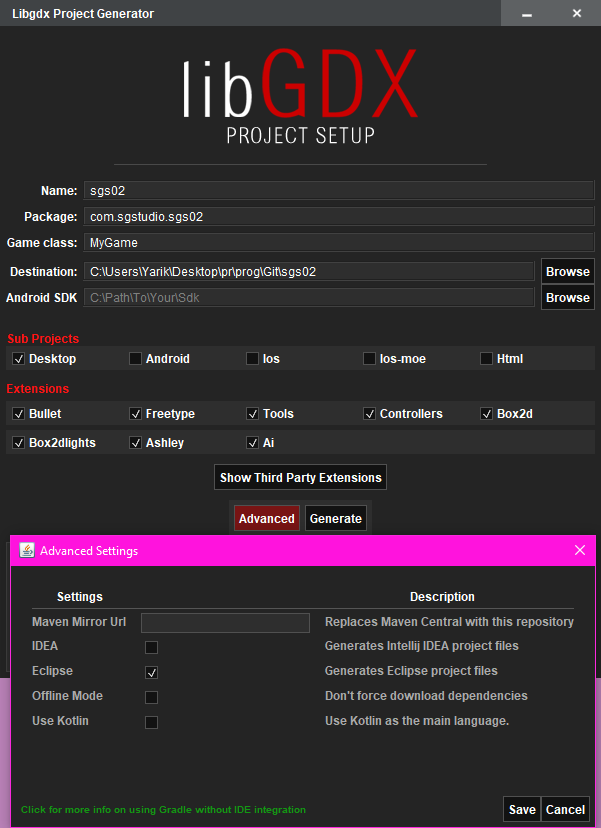 Libgdx Project Generator
libGDX
PROJECT SETUP
Name: sgs02
Package: com.sgstudio.sgs02
Game class: MyGame
Destination: C:\Users\Yarik\Desktop\pr\prog\Git\sgs02 Browse
Android SDK C:\Path\To\Your\Sdk Browse
Sub Projects
Desktop Android Ios Ios-moe Html
Extensions
Bullet Freetype Tools Controllers Box2d
Box2dlights Ashley Ai
Show Third Party Extensions
Advanced Generate
Advanced Settings
Settings Description
Maven Mirror Url Replaces Maven Central with this repository
IDEA Generates Intellij IDEA project files
Eclipse Generates Eclipse project files
Offline Mode Don't force download dependencies
Use Kotlin Use Kotlin as the main language.
Click for more info on using Gradle without IDE integration
Save Cancel